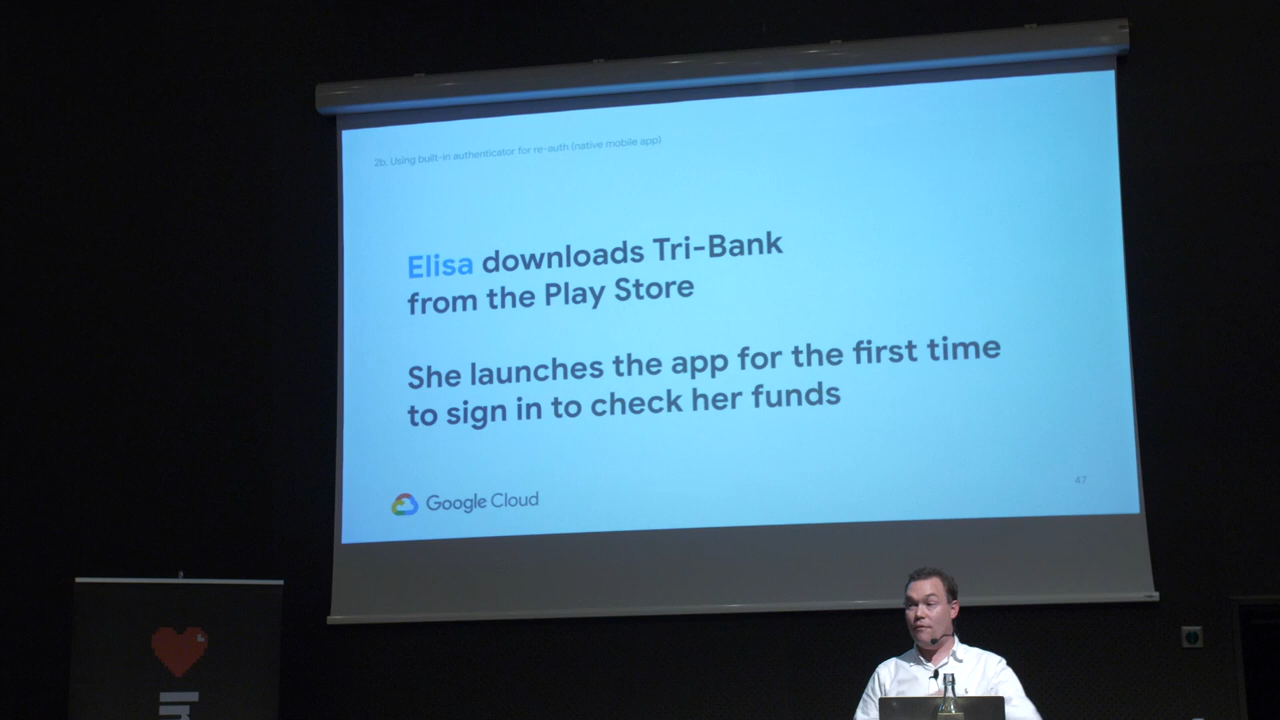 2b. Using built-in authenticator for re-auth (native mobile app)
Elisa downloads Tri-Bank
from the Play Store
She launches the app for the first time
to sign in to check her funds
Google Cloud
47